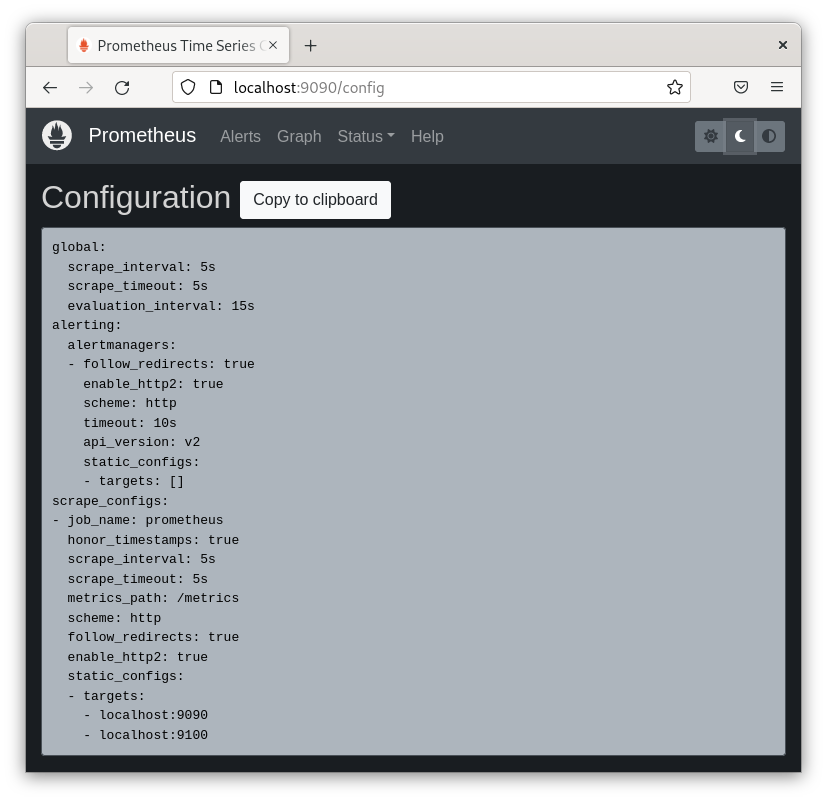 Prometheus Time Series C
localhost:9090/config
Prometheus Alerts Graph Status Help
Configuration Copy to clipboard
global:
  scrape_interval: 5s
  scrape_timeout: 5s
  evaluation_interval: 15s
alerting:
  alertmanagers:
  - follow_redirects: true
    enable_http2: true
    scheme: http
    timeout: 10s
    api_version: v2
    static_configs:
    - targets: []
scrape_configs:
- job_name: prometheus
  honor_timestamps: true
  scrape_interval: 5s
  scrape_timeout: 5s
  metrics_path: /metrics
  scheme: http
  follow_redirects: true
  enable_http2: true
  static_configs:
  - targets:
    - localhost:9090
    - localhost:9100